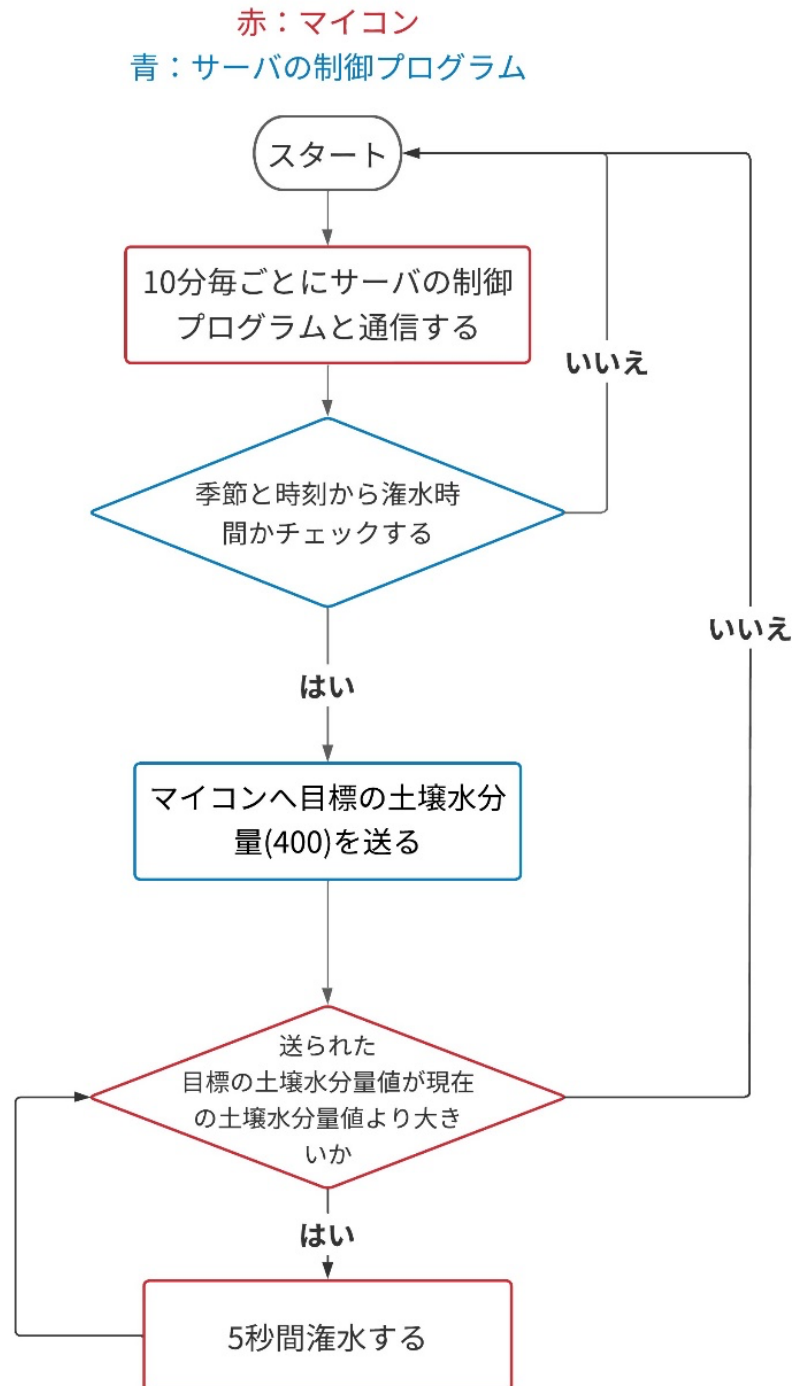 赤：マイコン
青：サーバの制御プログラム
スタート
10分毎ごとにサーバの制御
プログラムと通信する
いいえ
季節と時刻から潅水時
間かチェックする
いいえ
はい
マイコンへ目標の土壌水分
量(400)を送る
送られた
目標の土壌水分量値が現在
の土壌水分量値より大き
いか
はい
5秒間潅水する